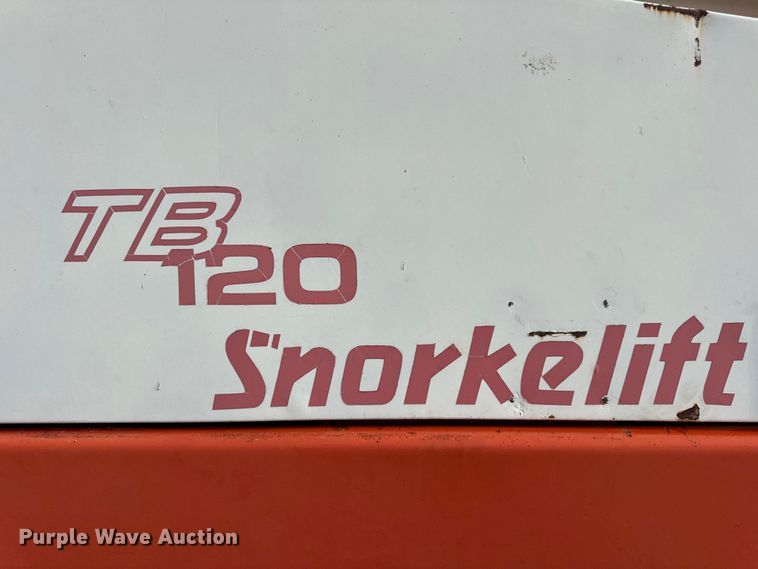 TB
120
Snorkelift
Purple Wave Auction